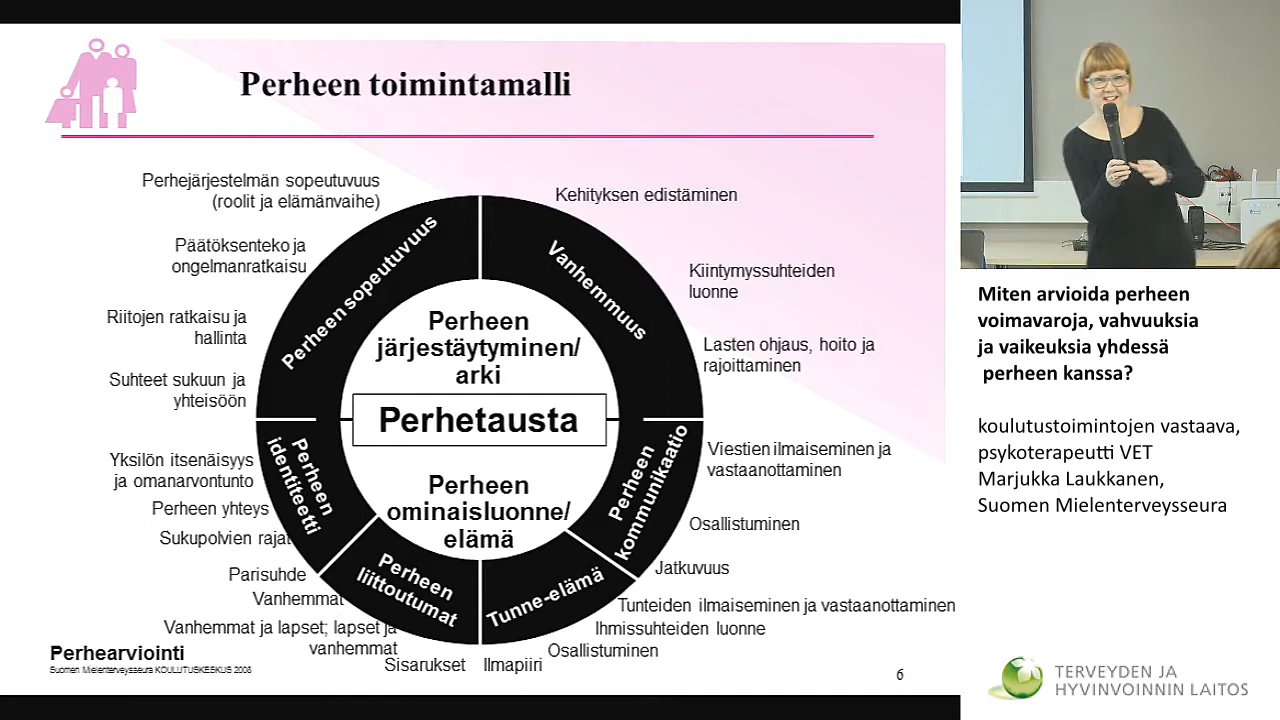 Perheen toimintamalli
Perhejärjestelmän sopeutuvuus
(roolit ja elämänvaihe)
Päätöksenteko ja
ongelmanratkaisu
Riitojen ratkaisu ja
hallinta
Suhteet sukuun ja
yhteisöön
Yksilön itsenäisyys
ja omanarvontunto
Perheen yhteys
Sukupolvien rajat
Parisuhde
Vanhemmat
Vanhemmat ja lapset; lapset ja
vanhemmat
Sisarukset
Perheen sopeutuvuus
Vanhemmuus
Perheen
identiteetti
Perheen
liittoutumat
Tunne-elämä
Perheen
kommunikaatio
Perheen
järjestäytyminen/
arki
Perhetausta
Perheen
ominaisluonne/
elämä
Kehityksen edistäminen
Kiintymyssuhteiden
luonne
Lasten ohjaus, hoito ja
rajoittaminen
Viestien ilmaiseminen ja
vastaanottaminen
Osallistuminen
Jatkuvuus
Tunteiden ilmaiseminen ja vastaanottaminen
Ihmissuhteiden luonne
Osallistuminen
Ilmapiiri
Perhearviointi
Suomen Mielenterveysseura KOULUTUSKESKUS 2008
6
Miten arvioida perheen
voimavaroja, vahvuuksia
ja vaikeuksia yhdessä
perheen kanssa?
koulutustoimintojen vastaava,
psykoterapeutti VET
Marjukka Laukkanen,
Suomen Mielenterveysseura
TERVEYDEN JA
HYVINVOINNIN LAITOS